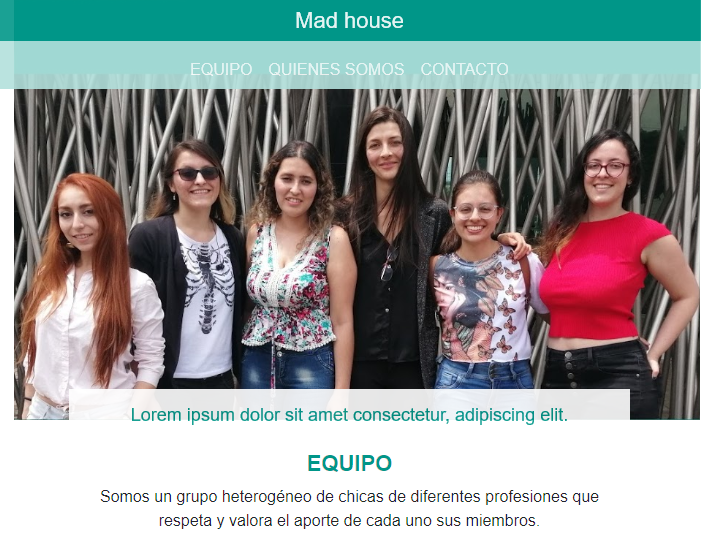 Mad house
EQUIPO QUIENES SOMOS CONTACTO
Lorem ipsum dolor sit amet consectetur, adipiscing elit.
EQUIPO
Somos un grupo heterogéneo de chicas de diferentes profesiones que
respeta y valora el aporte de cada uno sus miembros.